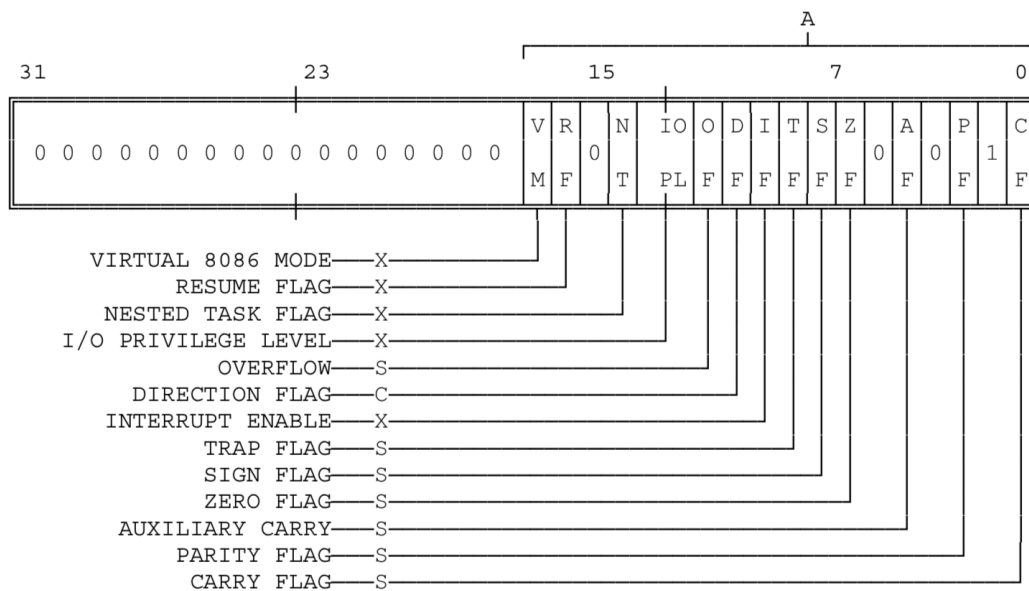 A
31 23 15 7 0
V R N IO O D I T S Z A P C
0 0 0 0 0 0 0 0 0 0 0 0 0 0 0 0 0 0 0 0 1
M F T PL F F F F F F F F F
VIRTUAL 8086 MODE X
RESUME FLAG X
NESTED TASK FLAG X
I/O PRIVILEGE LEVEL X
OVERFLOW S
DIRECTION FLAG C
INTERRUPT ENABLE X
TRAP FLAG S
SIGN FLAG S
ZERO FLAG S
AUXILIARY CARRY S
PARITY FLAG S
CARRY FLAG S